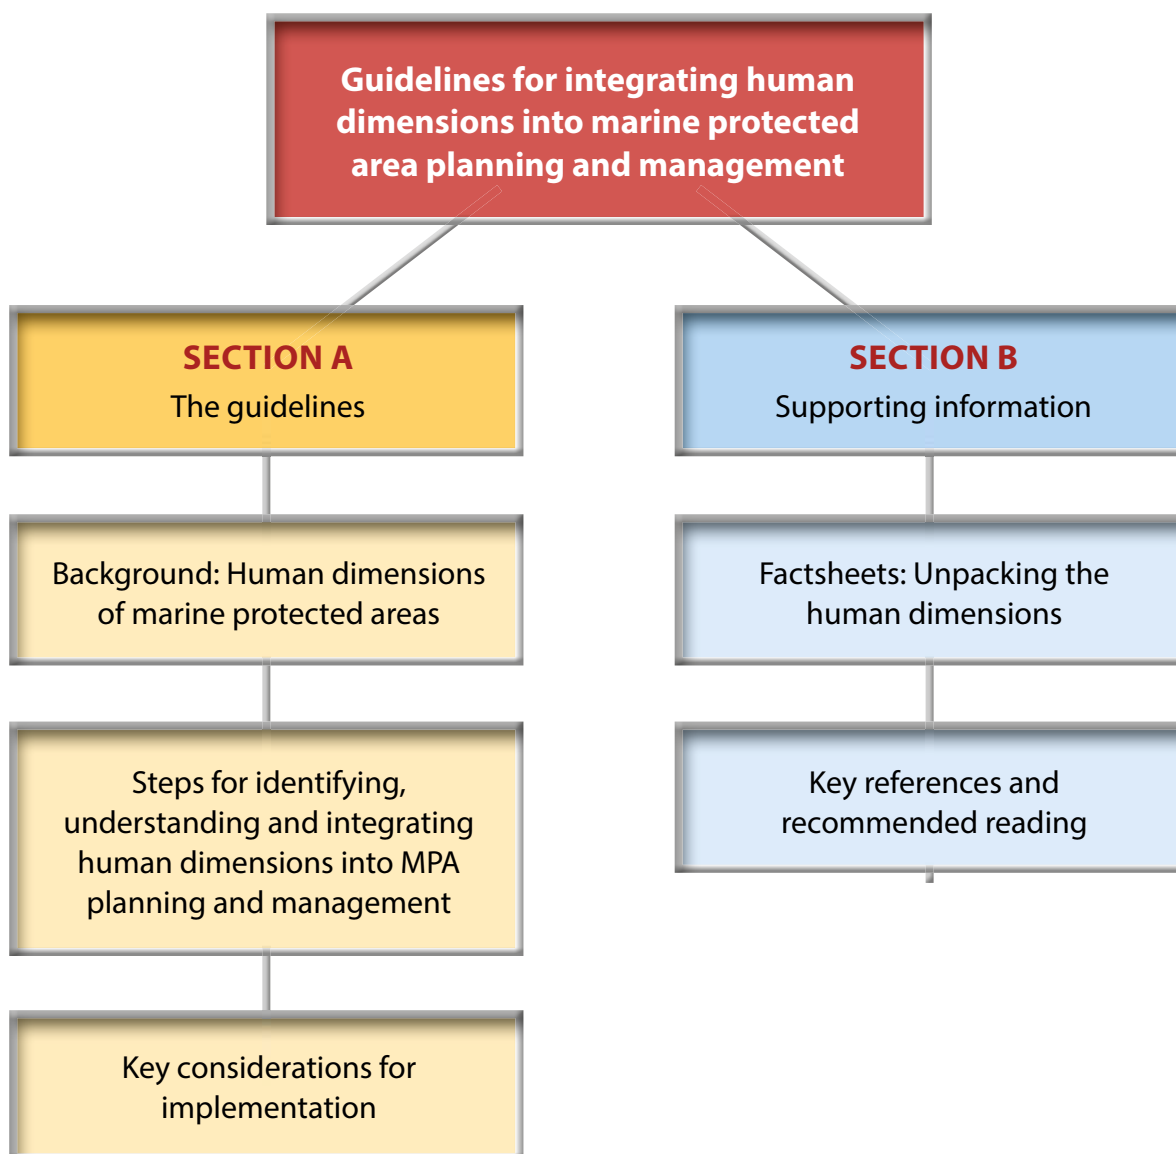 Guidelines for integrating human
dimensions into marine protected
area planning and management
SECTION A
The guidelines
Background: Human dimensions
of marine protected areas
Steps for identifying,
understanding and integrating
human dimensions into MPA
planning and management
Key considerations for
implementation
SECTION B
Supporting information
Factsheets: Unpacking the
human dimensions
Key references and
recommended reading